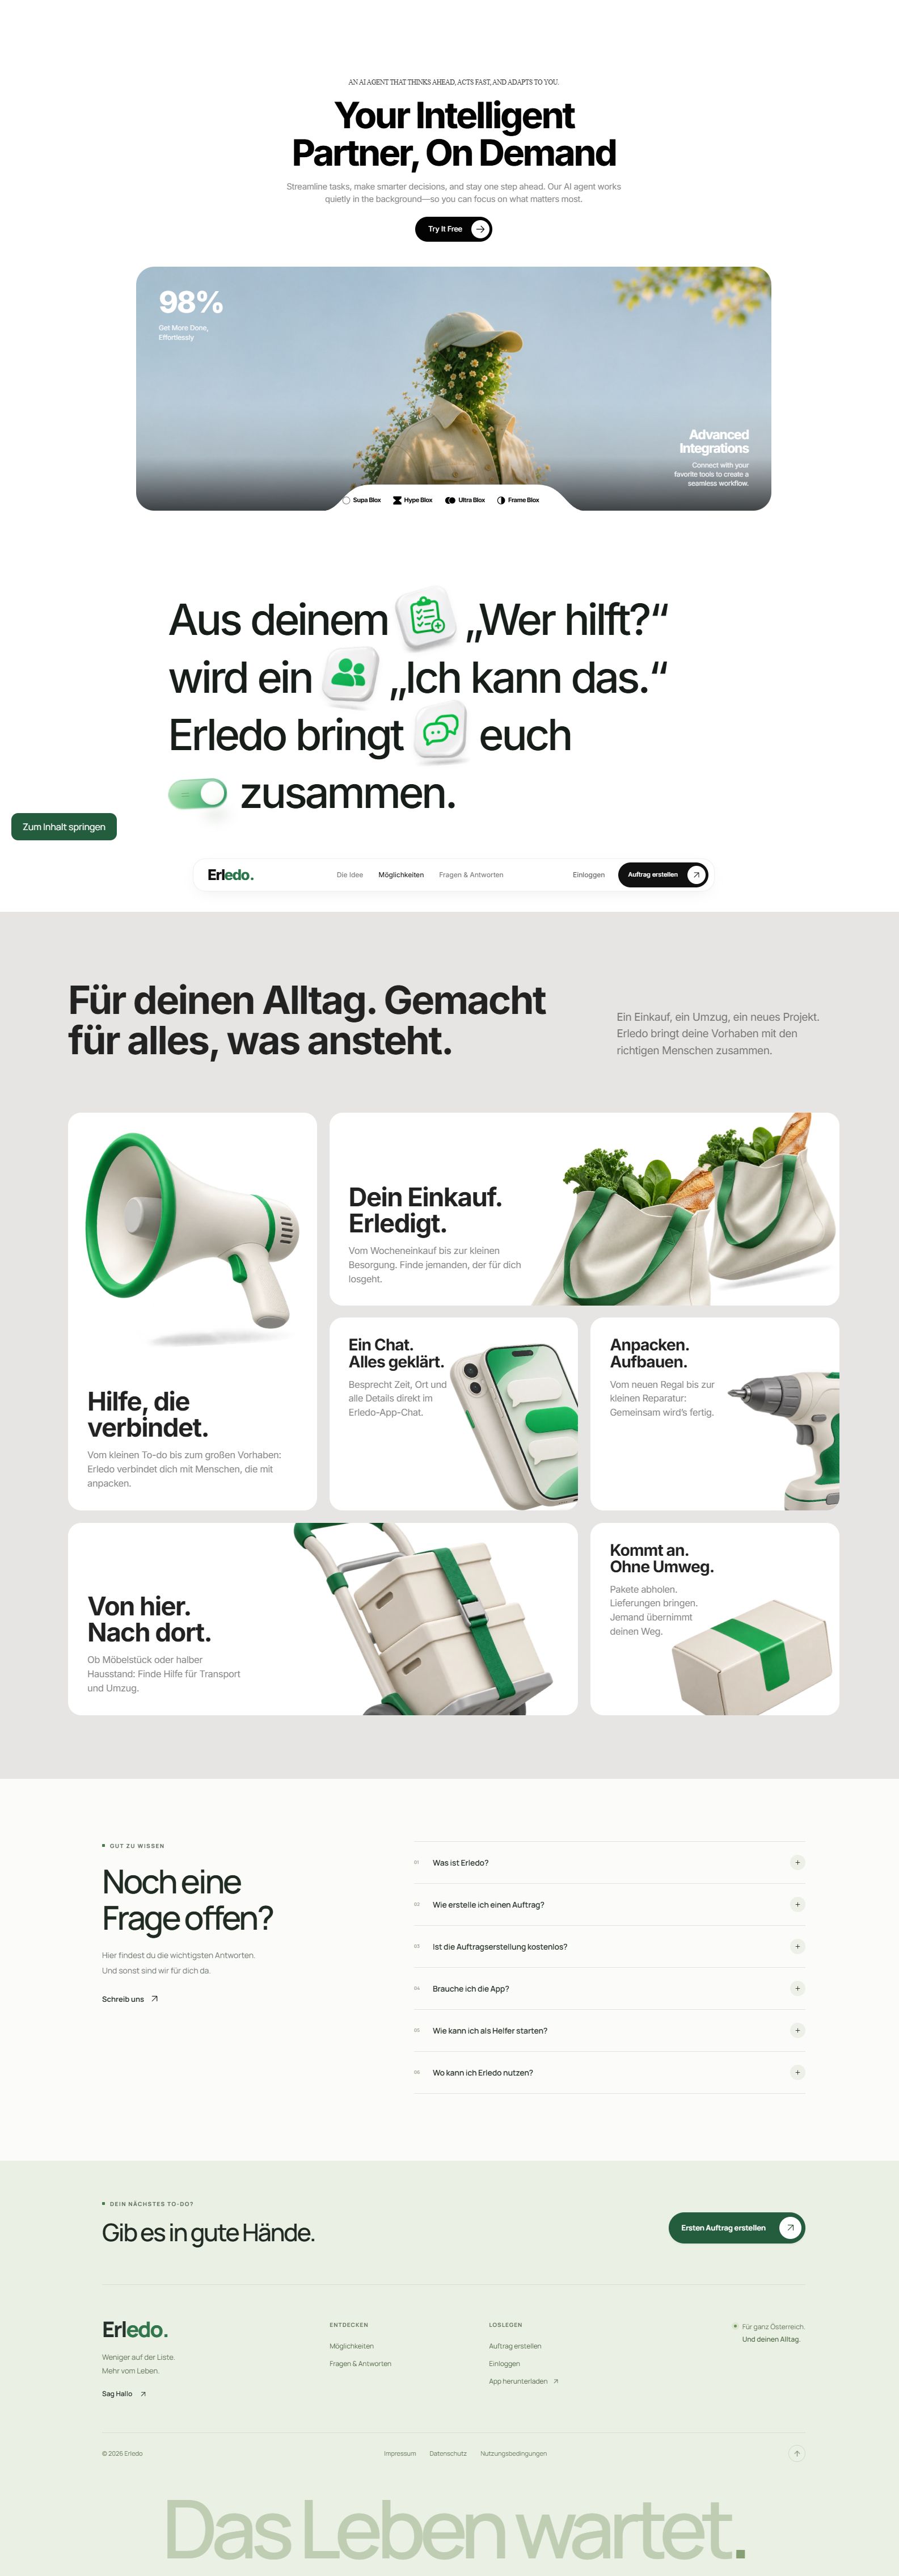 AN AI AGENT THAT THINKS AHEAD, ACTS FAST, AND ADAPTS TO YOU.
Your Intelligent
Partner, On Demand
Streamline tasks, make smarter decisions, and stay one step ahead. Our AI agent works
quietly in the background—so you can focus on what matters most.
Try It Free
98%
Get More Done,
Effortlessly
Advanced
Integrations
Connect with your
favorite tools to create a
seamless workflow.
Supa Blox
Hype Blox
Ultra Blox
Frame Blox
Aus deinem „Wer hilft?“
wird ein „Ich kann das.“
Erledo bringt euch
zusammen.
Zum Inhalt springen
Erledo.
Die Idee
Möglichkeiten
Fragen & Antworten
Einloggen
Auftrag erstellen
Für deinen Alltag. Gemacht
für alles, was ansteht.
Ein Einkauf, ein Umzug, ein neues Projekt.
Erledo bringt deine Vorhaben mit den
richtigen Menschen zusammen.
Hilfe, die
verbindet.
Vom kleinen To-do bis zum großen Vorhaben:
Erledo verbindet dich mit Menschen, die mit
anpacken.
Dein Einkauf.
Erledigt.
Vom Wocheneinkauf bis zur kleinen
Besorgung. Finde jemanden, der für dich
losgeht.
Ein Chat.
Alles geklärt.
Besprecht Zeit, Ort und
alle Details direkt im
Erledo-App-Chat.
Anpacken.
Aufbauen.
Vom neuen Regal bis zur
kleinen Reparatur:
Gemeinsam wird’s fertig.
Von hier.
Nach dort.
Ob Möbelstück oder halber
Hausstand: Finde Hilfe für Transport
und Umzug.
Kommt an.
Ohne Umweg.
Pakete abholen.
Lieferungen bringen.
Jemand übernimmt
deinen Weg.
GUT ZU WISSEN
Noch eine
Frage offen?
Hier findest du die wichtigsten Antworten.
Und sonst sind wir für dich da.
Schreib uns
01 Was ist Erledo?
02 Wie erstelle ich einen Auftrag?
03 Ist die Auftragserstellung kostenlos?
04 Brauche ich die App?
05 Wie kann ich als Helfer starten?
06 Wo kann ich Erledo nutzen?
DEIN NÄCHSTES TO-DO?
Gib es in gute Hände.
Ersten Auftrag erstellen
Erledo.
Weniger auf der Liste.
Mehr vom Leben.
Sag Hallo
ENTDECKEN
Möglichkeiten
Fragen & Antworten
LOSLEGEN
Auftrag erstellen
Einloggen
App herunterladen
Für ganz Österreich.
Und deinen Alltag.
© 2026 Erledo
Impressum
Datenschutz
Nutzungsbedingungen
Das Leben wartet.